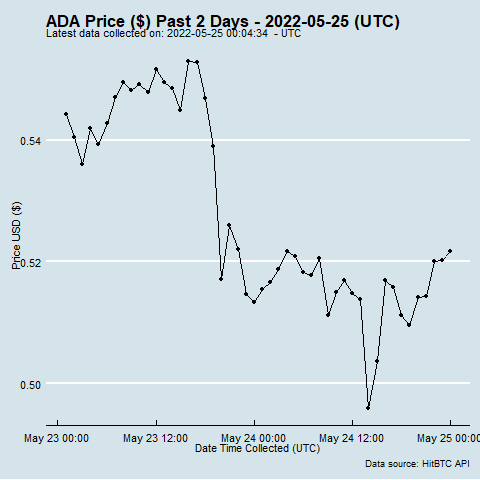 ADA Price ($) Past 2 Days - 2022-05-25 (UTC)
Latest data collected on: 2022-05-25 00:04:34 - UTC
Price USD ($)
0.54
0.52
0.50
May 23 00:00 May 23 12:00 May 24 00:00 May 24 12:00 May 25 00:00
Date Time Collected (UTC)
Data source: HitBTC API